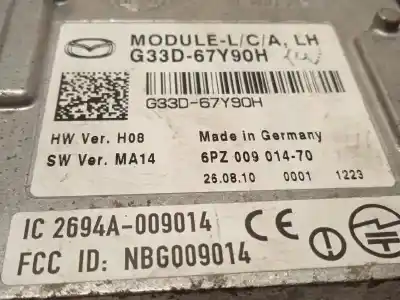 MODULE-L/C/A, LH
G33D-67Y90H (4)
G33D-67Y90H
HW Ver. H08
Made in Germany
SW Ver. MA14
6PZ 009 014-70
26.08.10 0001 1223
IC 2694A-009014
CE
FCC ID: NBG009014